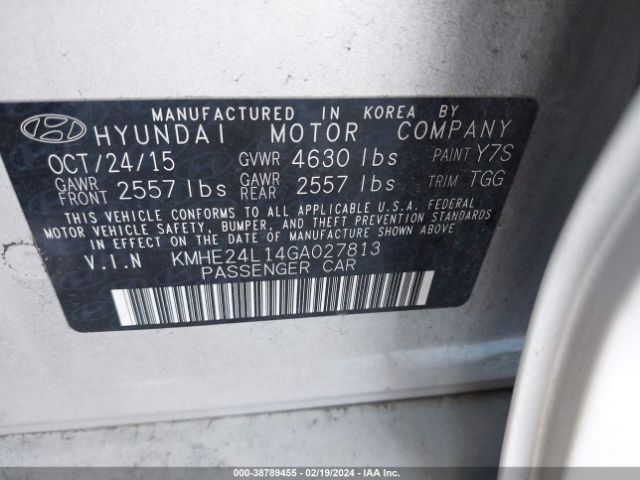 MANUFACTURED IN KOREA BY
HYUNDAI MOTOR COMPANY
OCT/24/15 GVWR 4630 lbs PAINT Y7S
GAWR FRONT 2557 lbs GAWR REAR 2557 lbs TRIM TGG
THIS VEHICLE CONFORMS TO ALL APPLICABLE U.S.A. FEDERAL
MOTOR VEHICLE SAFETY, BUMPER, AND THEFT PREVENTION STANDARDS
IN EFFECT ON THE DATE OF MANUFACTURE SHOWN ABOVE.
V.I.N KMHE24L14GA027813
PASSENGER CAR
000-38789455 - 02/19/2024 - IAA Inc.